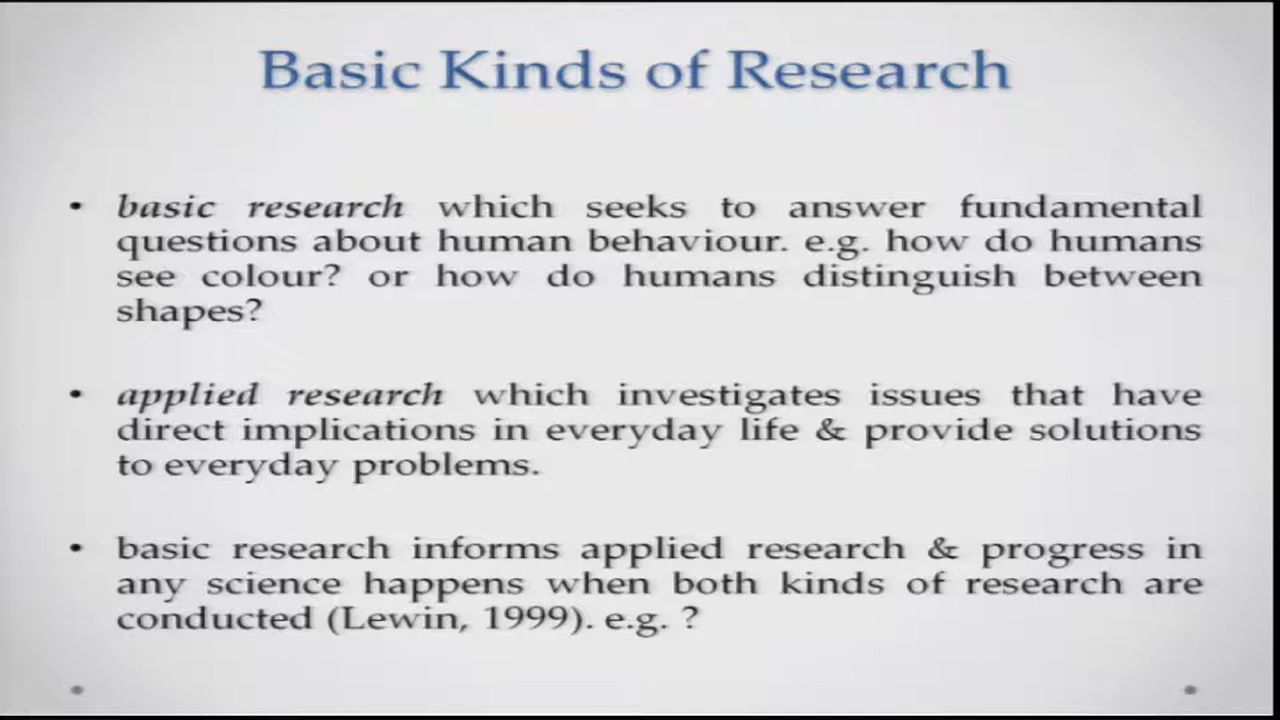 Basic Kinds of Research
• basic research which seeks to answer fundamental
questions about human behaviour. e.g. how do humans
see colour? or how do humans distinguish between
shapes?
• applied research which investigates issues that have
direct implications in everyday life & provide solutions
to everyday problems.
• basic research informs applied research & progress in
any science happens when both kinds of research are
conducted (Lewin, 1999). e.g. ?